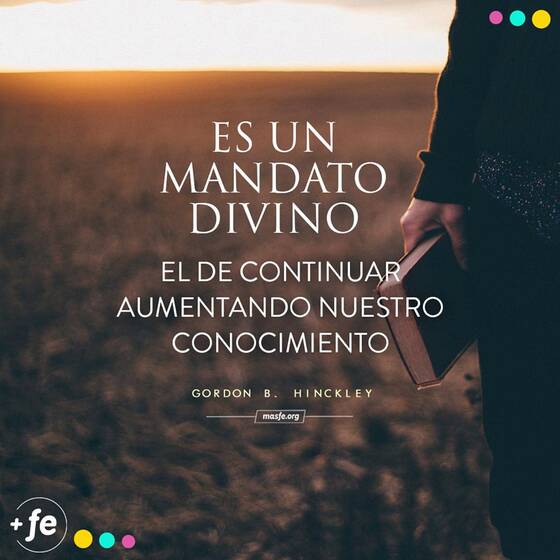 ES UN
MANDATO
DIVINO
EL DE CONTINUAR
AUMENTANDO NUESTRO
CONOCIMIENTO
GORDON B. HINCKLEY
masfe.org
+fe